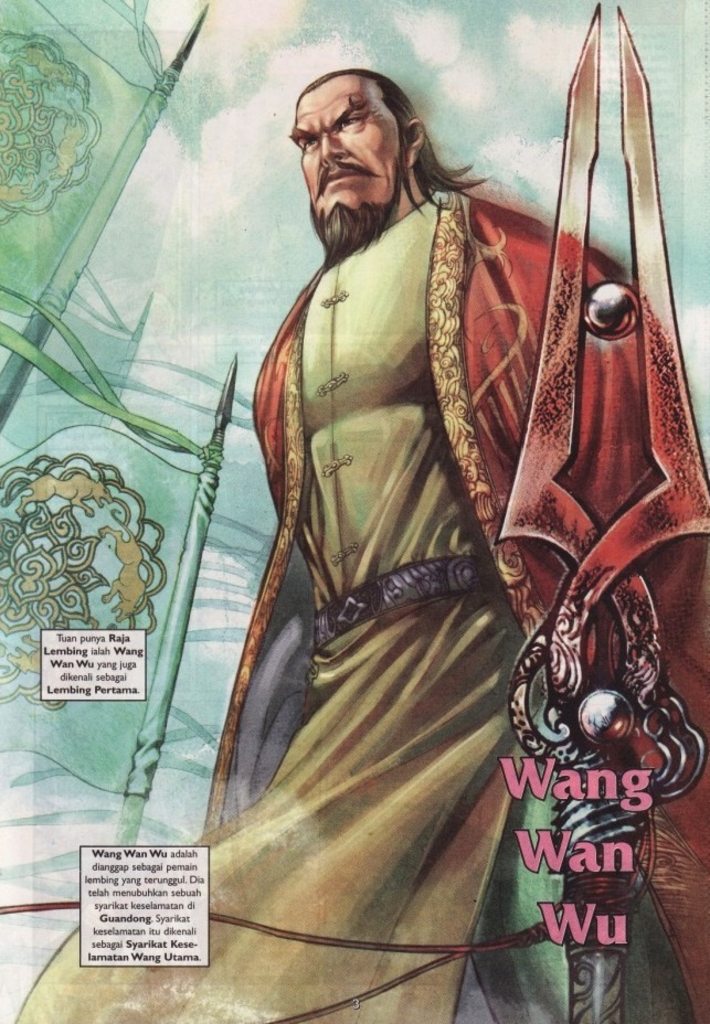 Tuan punya Raja
Lembing ialah Wang
Wan Wu yang juga
dikenali sebagai
Lembing Pertama.
Wang Wan Wu adalah
dianggap sebagai pemain
lembing yang terunggul. Dia
telah menubuhkan sebuah
syarikat keselamatan di
Guandong. Syarikat
keselamatan itu dikenali
sebagai Syarikat Kese-
lamatan Wang Utama.
Wang
Wan
Wu
3